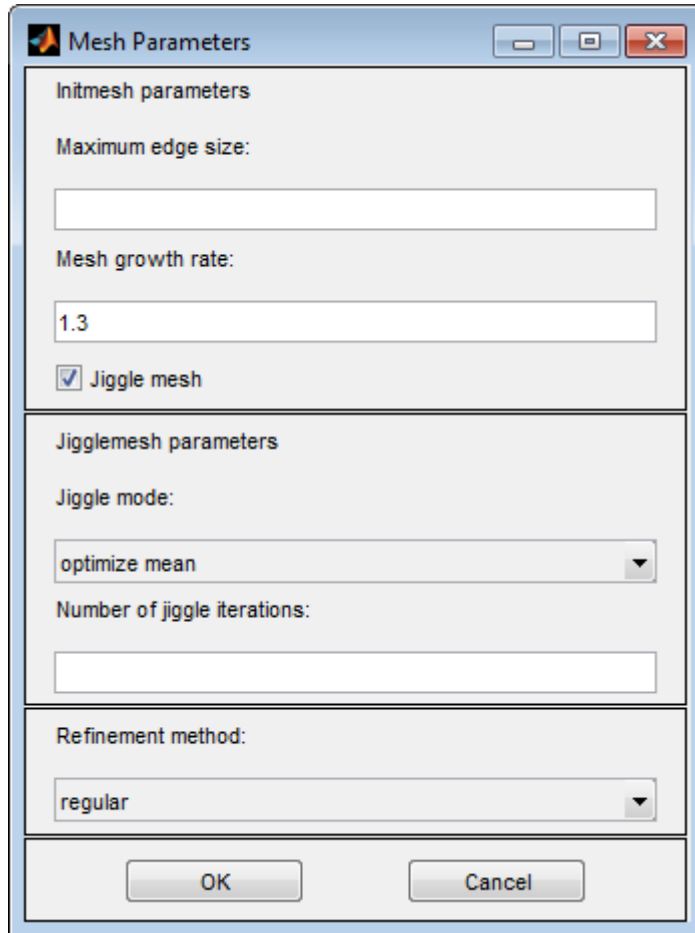 Mesh Parameters
Initmesh parameters
Maximum edge size:
Mesh growth rate:
1.3
Jiggle mesh
Jigglemesh parameters
Jiggle mode:
optimize mean
Number of jiggle iterations:
Refinement method:
regular
OK Cancel